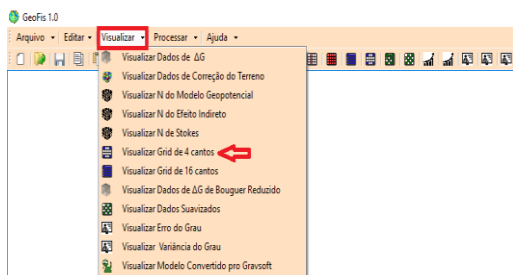 GeoFis 1.0
Arquivo Editar Visualizar Processar Ajuda
Visualizar Dados de ΔG
Visualizar Dados de Correção do Terreno
Visualizar N do Modelo Geopotencial
Visualizar N do Efeito Indireto
Visualizar N de Stokes
Visualizar Grid de 4 cantos
Visualizar Grid de 16 cantos
Visualizar Dados de ΔG de Bouguer Reduzido
Visualizar Dados Suavizados
Visualizar Erro do Grau
Visualizar Variância do Grau
Visualizar Modelo Convertido pro Gravsoft